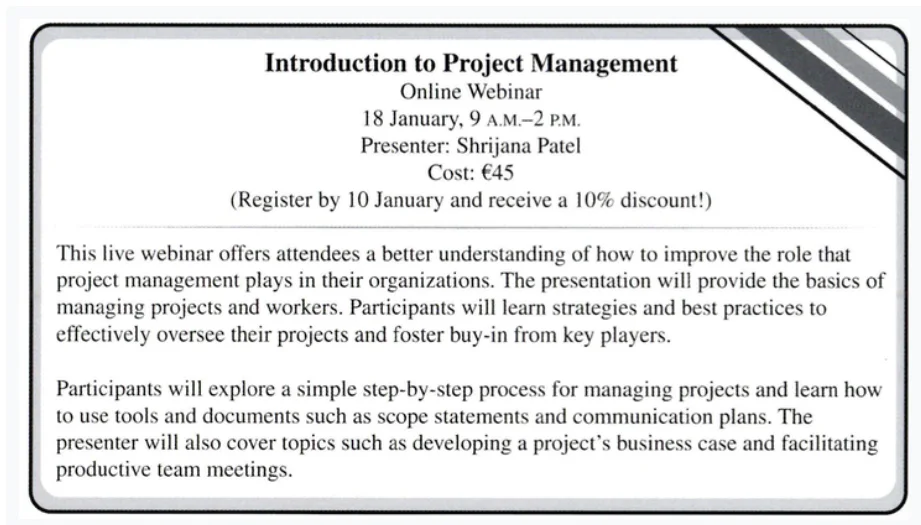 Introduction to Project Management
Online Webinar
18 January, 9 A.M.–2 P.M.
Presenter: Shrijana Patel
Cost: €45
(Register by 10 January and receive a 10% discount!)
This live webinar offers attendees a better understanding of how to improve the role that
project management plays in their organizations. The presentation will provide the basics of
managing projects and workers. Participants will learn strategies and best practices to
effectively oversee their projects and foster buy-in from key players.
Participants will explore a simple step-by-step process for managing projects and learn how
to use tools and documents such as scope statements and communication plans. The
presenter will also cover topics such as developing a project's business case and facilitating
productive team meetings.